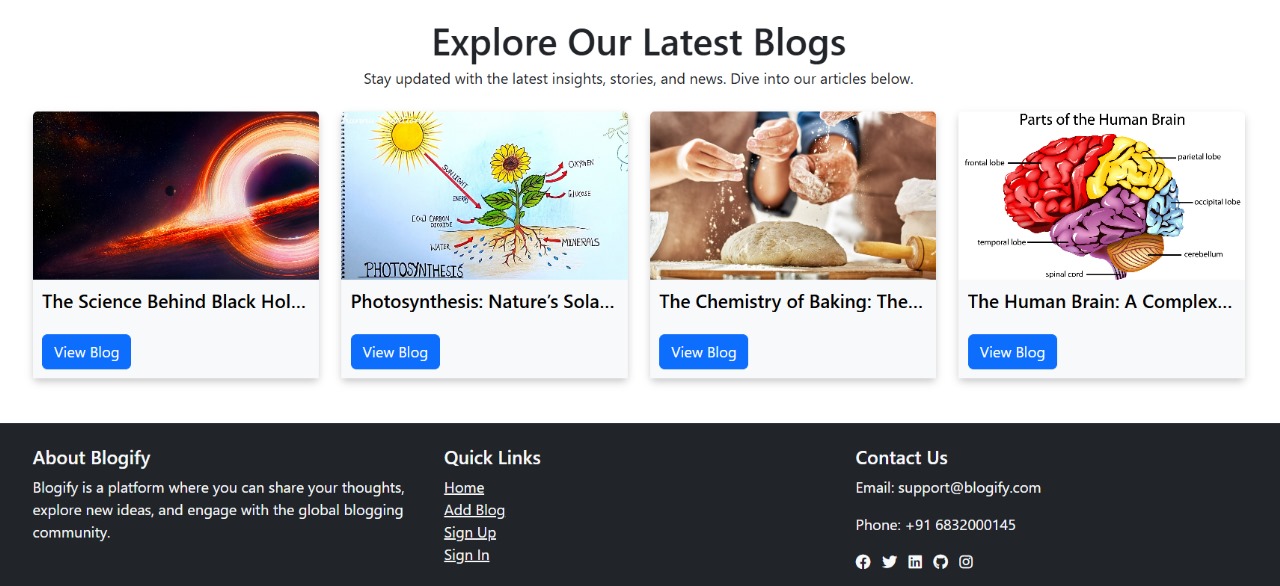 Explore Our Latest Blogs
Stay updated with the latest insights, stories, and news. Dive into our articles below.
SUNLIGHT
ENERGY
OXYGEN
GLUCOSE
WATER
MINERALS
PHOTOSYNTHESIS
Parts of the Human Brain
frontal lobe
parietal lobe
occipital lobe
temporal lobe
cerebellum
spinal cord
The Science Behind Black Hol...
Photosynthesis: Nature’s Sola...
The Chemistry of Baking: The...
The Human Brain: A Complex...
View Blog
View Blog
View Blog
View Blog
About Blogify
Blogify is a platform where you can share your thoughts,
explore new ideas, and engage with the global blogging
community.
Quick Links
Home
Add Blog
Sign Up
Sign In
Contact Us
Email: support@blogify.com
Phone: +91 6832000145